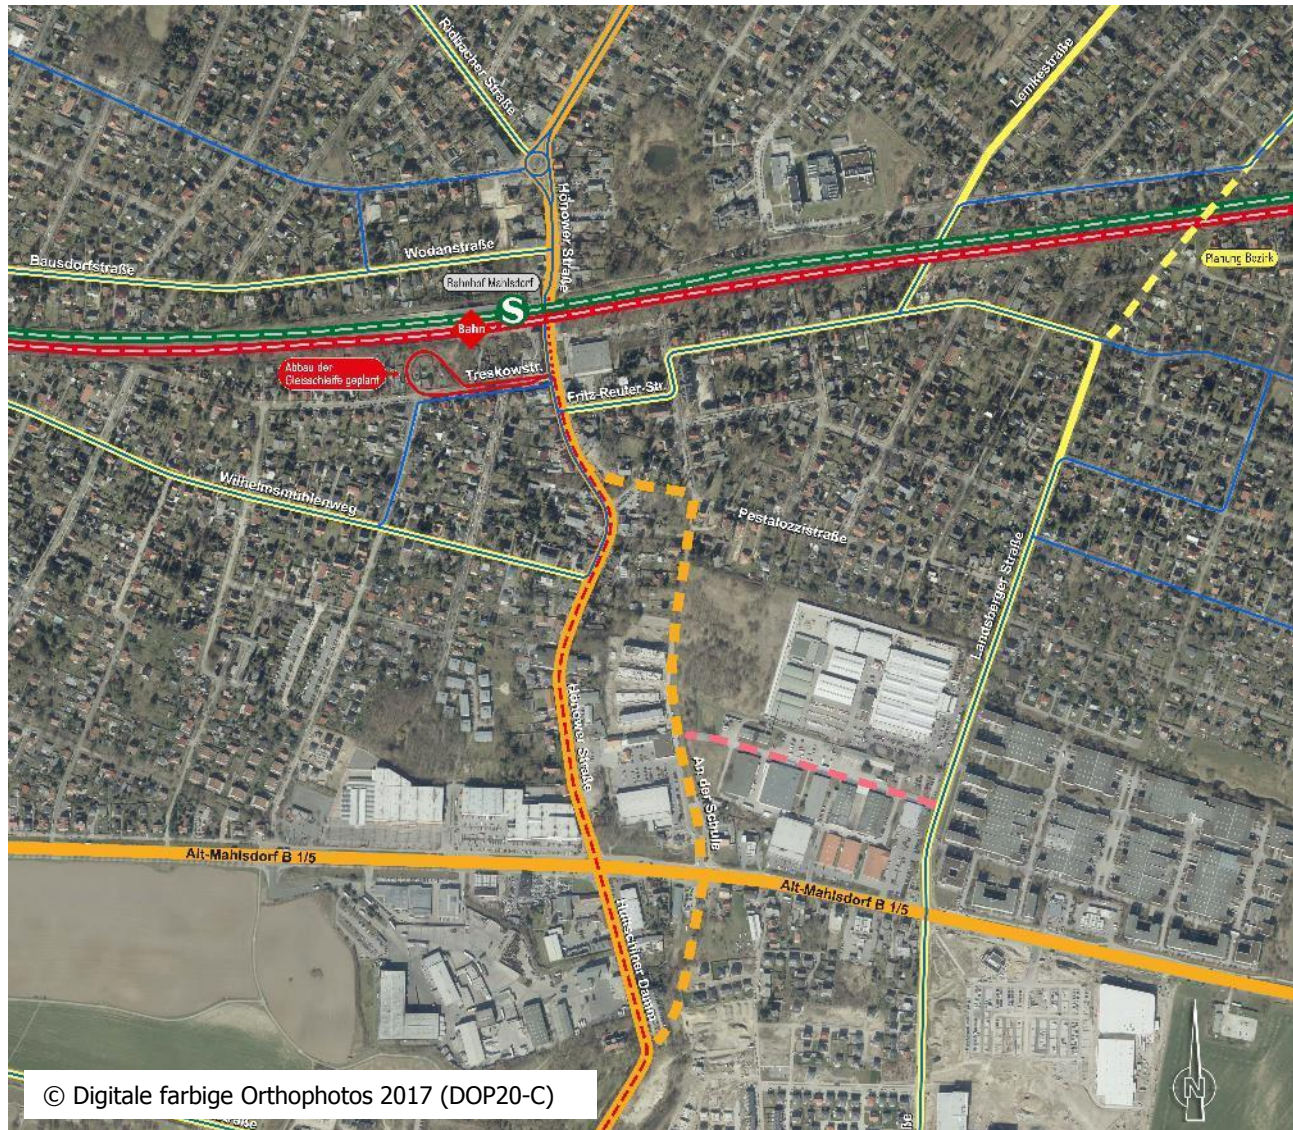 Ridbacher Straße
Lemkestraße
Hönower Straße
Wodanstraße
Bausdorfstraße
Planung Bezirk
Bahnhof Mahlsdorf
S
Bahn
Abbau der
Gleisschleife geplant
Treskowstr.
Fritz-Reuter-Str.
Wilhelmsmühlenweg
Pestalozzistraße
Landsberger Straße
Hönower Straße
An der Schule
Alt-Mahlsdorf B 1/5
Alt-Mahlsdorf B 1/5
Hultschiner Damm
N
© Digitale farbige Orthophotos 2017 (DOP20-C)